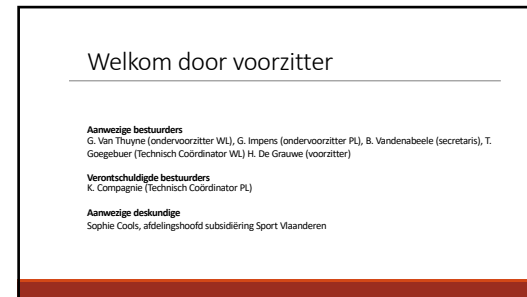 Welkom door voorzitter
Aanwezige bestuurders
G. Van Thuyne (ondervoorzitter WL), G. Impens (ondervoorzitter PL), B. Vandenabeele (secretaris), T.
Goegebuer (Technisch Coördinator WL) H. De Grauwe (voorzitter)
Verontschuldigde bestuurders
K. Compagnie (Technisch Coördinator PL)
Aanwezige deskundige
Sophie Cools, afdelingshoofd subsidiëring Sport Vlaanderen